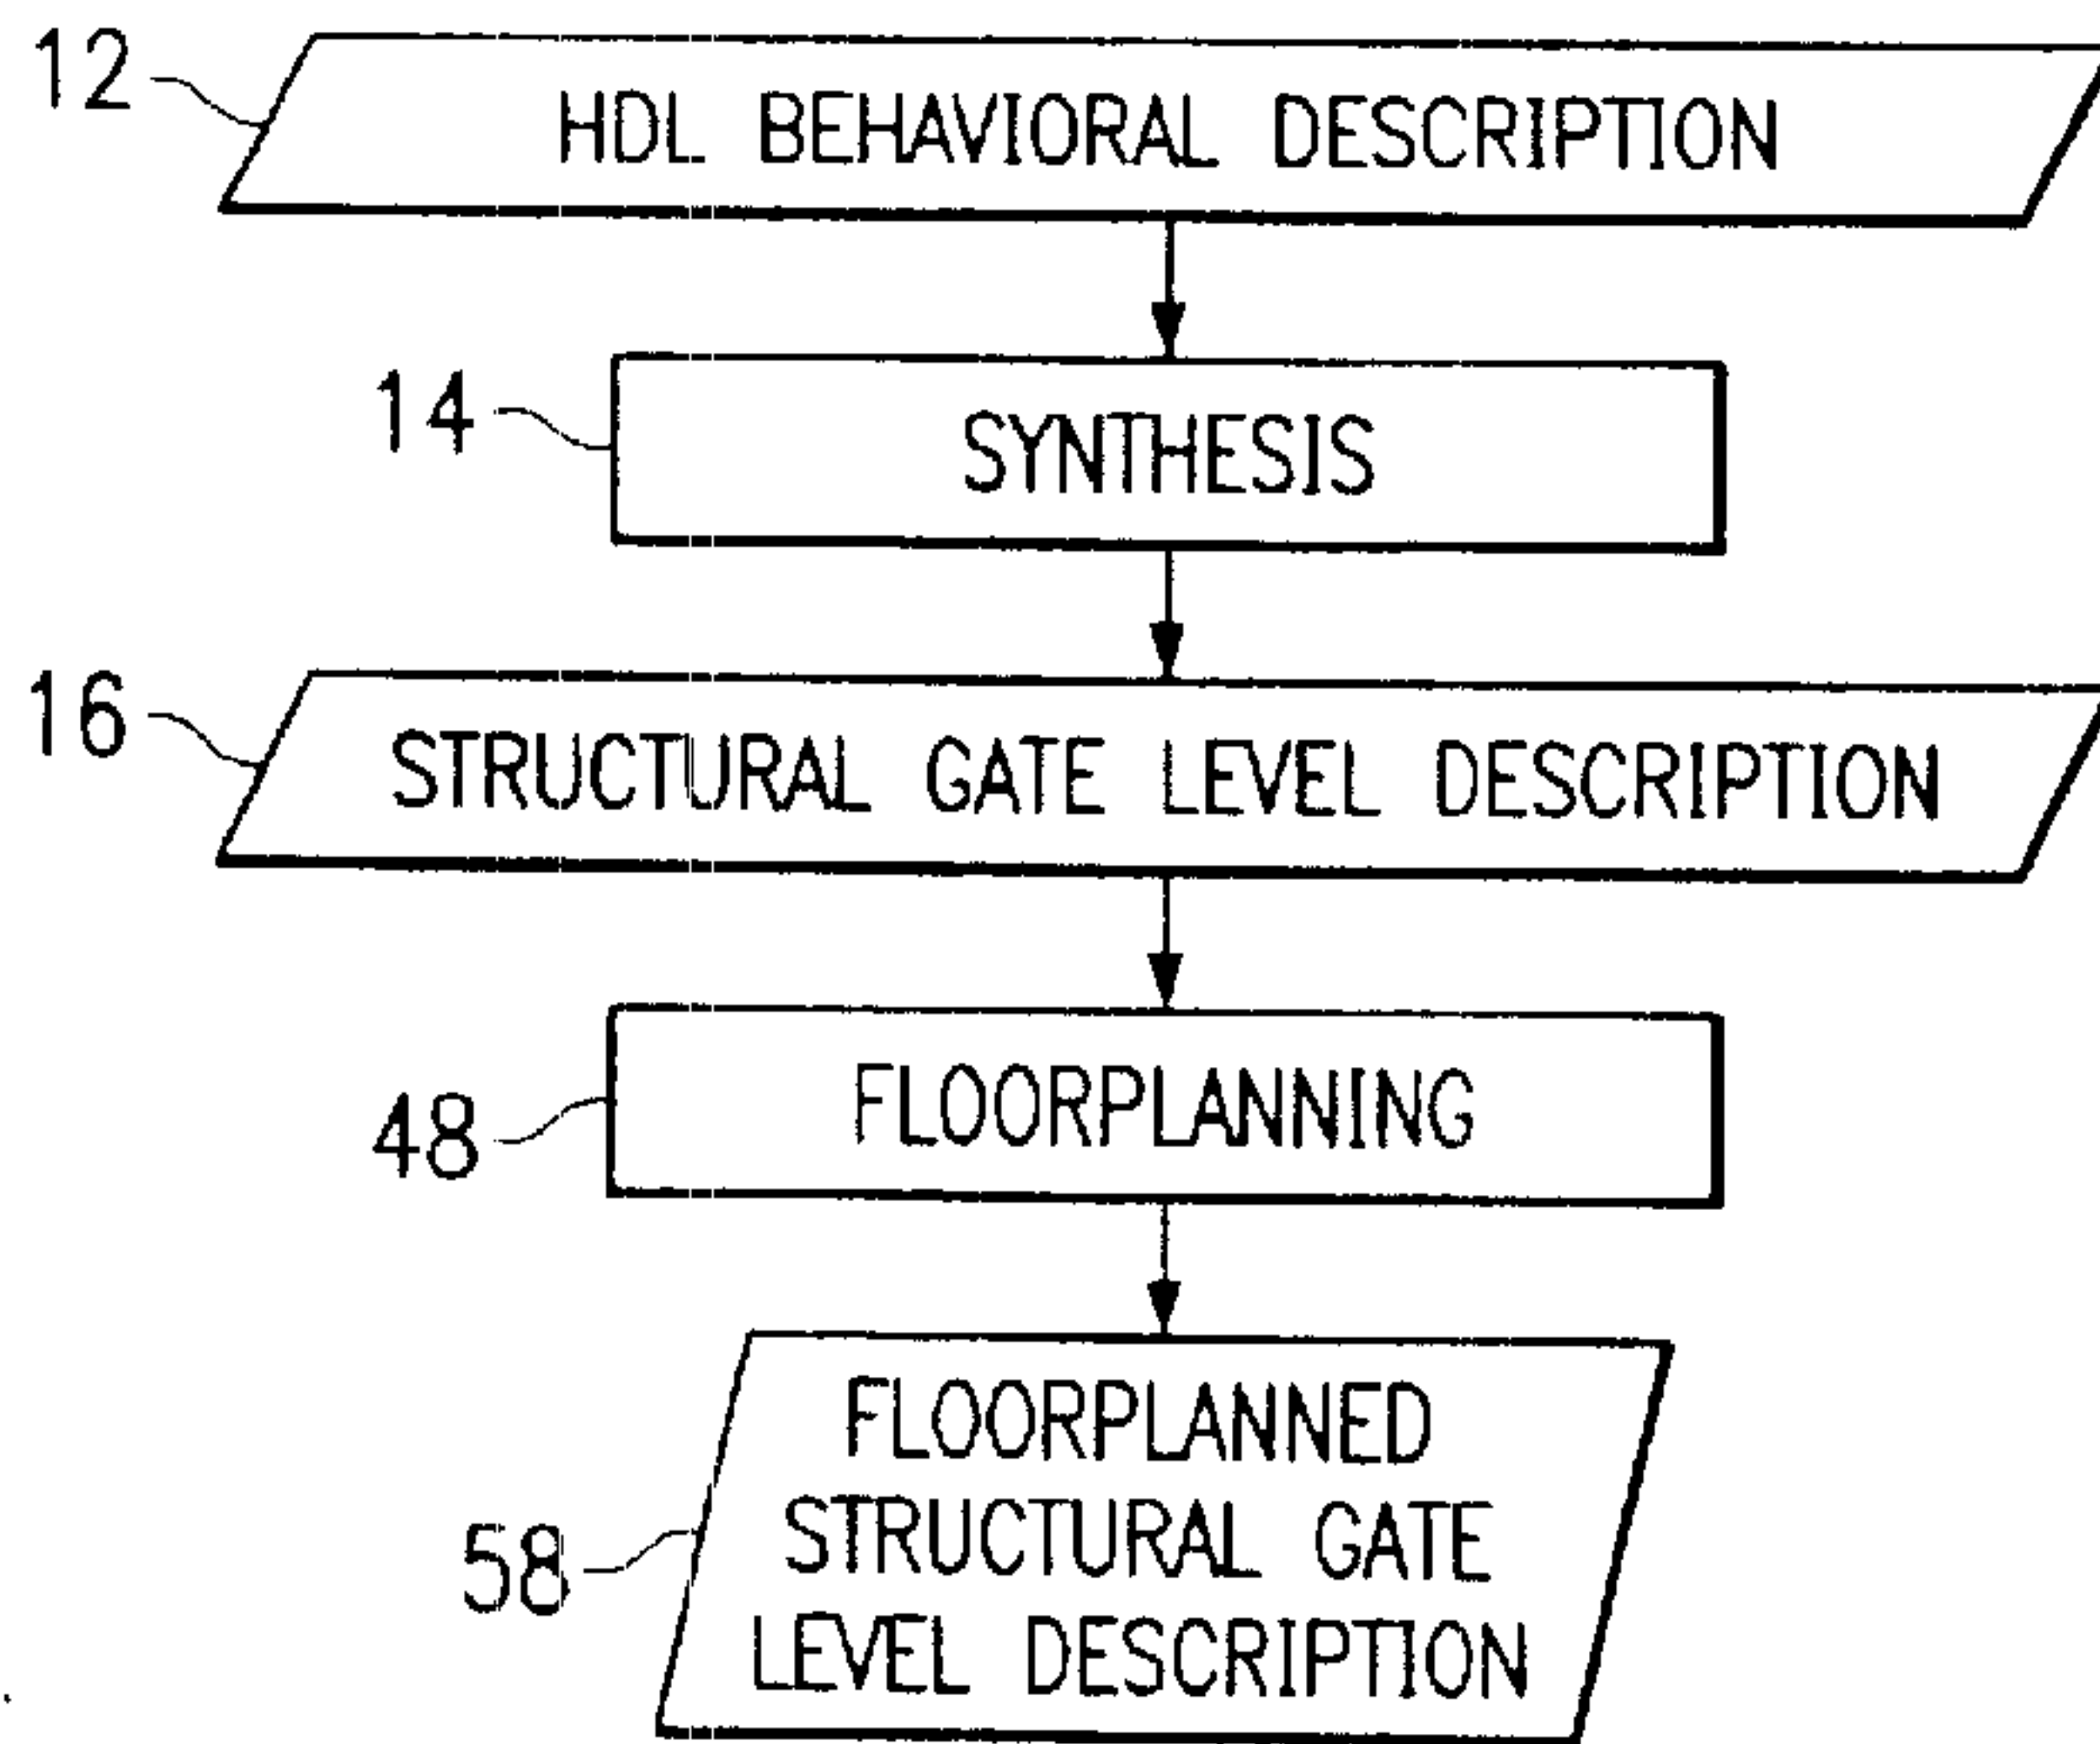 12
HDL BEHAVIORAL DESCRIPTION
14
SYNTHESIS
16
STRUCTURAL GATE LEVEL DESCRIPTION
48
FLOORPLANNING
58
FLOORPLANNED
STRUCTURAL GATE
LEVEL DESCRIPTION